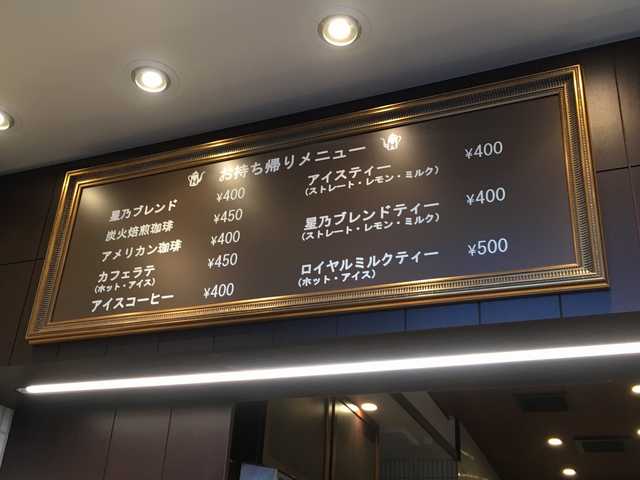 お持ち帰りメニュー
星乃ブレンド ¥400
炭火焙煎珈琲 ¥450
アメリカン珈琲 ¥400
カフェラテ ¥450
(ホット・アイス)
アイスコーヒー ¥400
アイスティー ¥400
(ストレート・レモン・ミルク)
星乃ブレンドティー ¥400
(ストレート・レモン・ミルク)
ロイヤルミルクティー ¥500
(ホット・アイス)